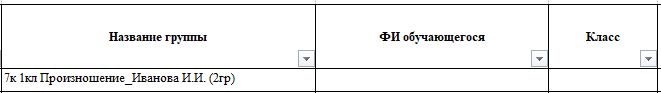 Название группы ФИ обучающегося Класс
7к 1кл Произношение_Иванова И.И. (2гр)